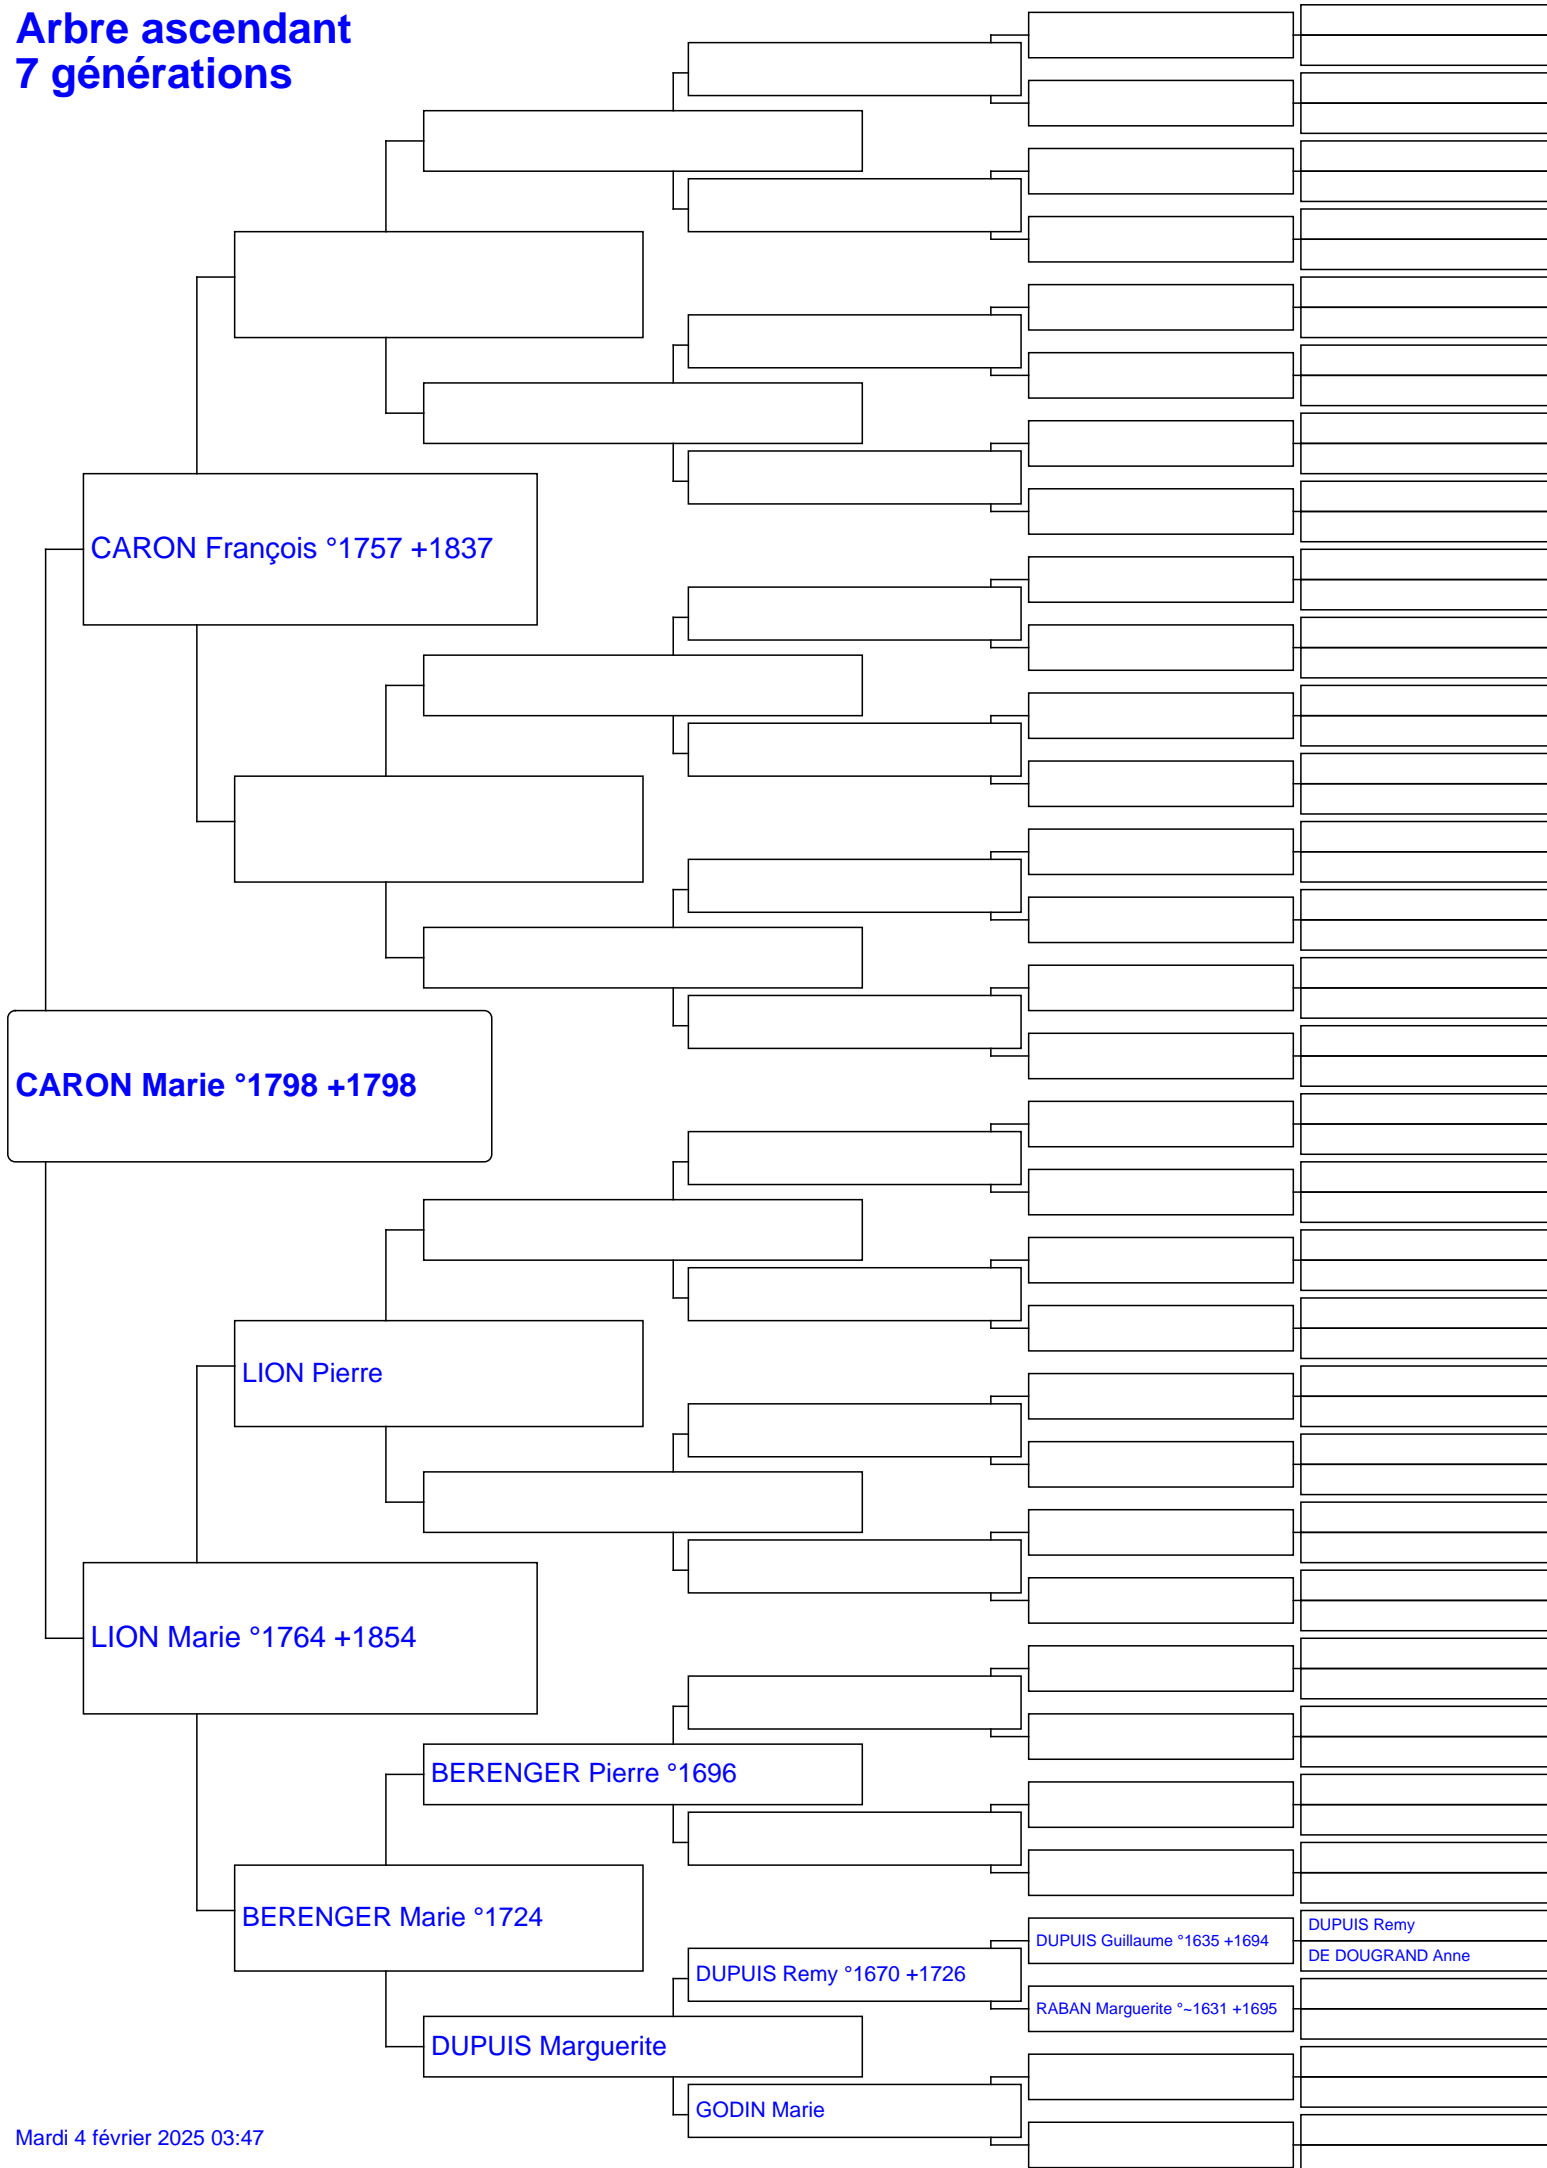 Arbre ascendant
7 générations
CARON François °1757 +1837
CARON Marie °1798 +1798
LION Pierre
LION Marie °1764 +1854
BERENGER Pierre °1696
BERENGER Marie °1724
DUPUIS Remy
DUPUIS Guillaume °1635 +1694
DE DOUGRAND Anne
DUPUIS Remy °1670 +1726
RABAN Marguerite °~1631 +1695
DUPUIS Marguerite
GODIN Marie
Mardi 4 février 2025 03:47